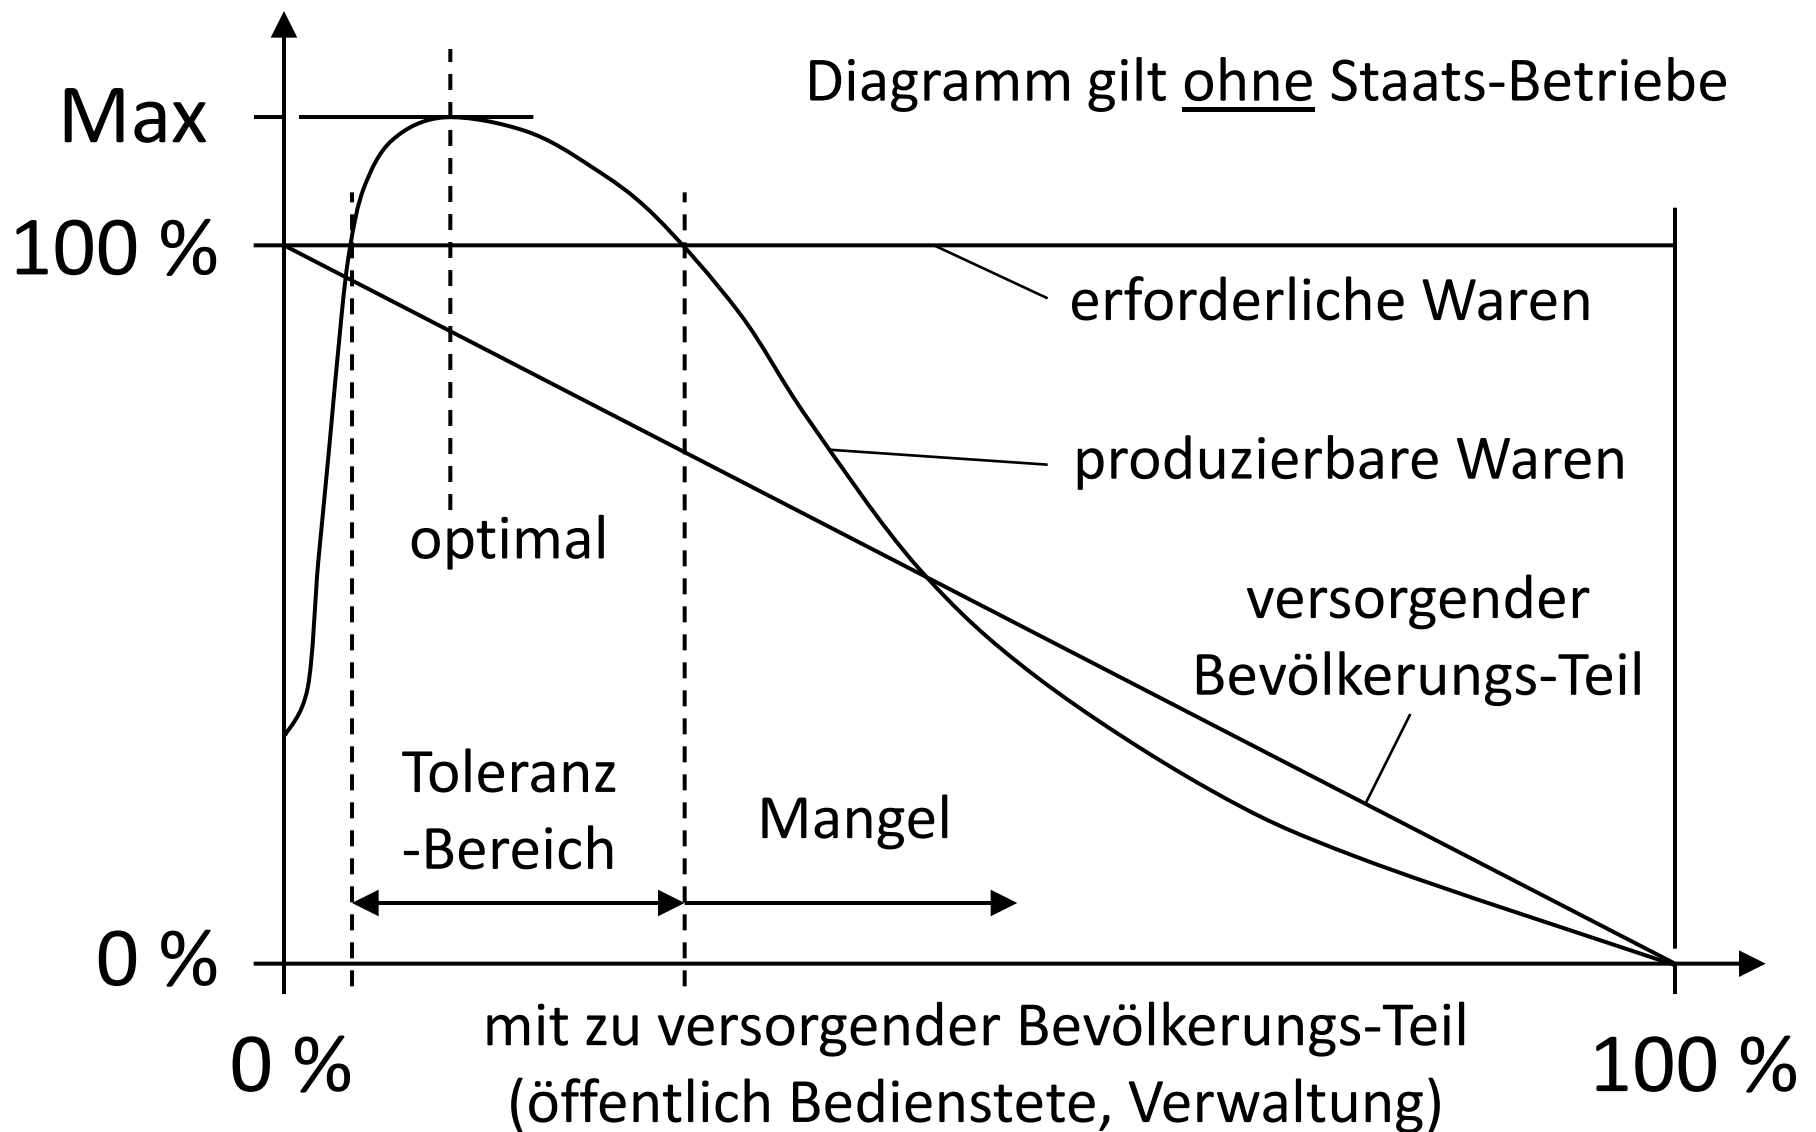 Diagramm gilt ohne Staats-Betriebe
Max
100 %
erforderliche Waren
produzierbare Waren
optimal
versorgender
Bevölkerungs-Teil
Toleranz
-Bereich
Mangel
0 %
0 %
mit zu versorgender Bevölkerungs-Teil
(öffentlich Bedienstete, Verwaltung)
100 %